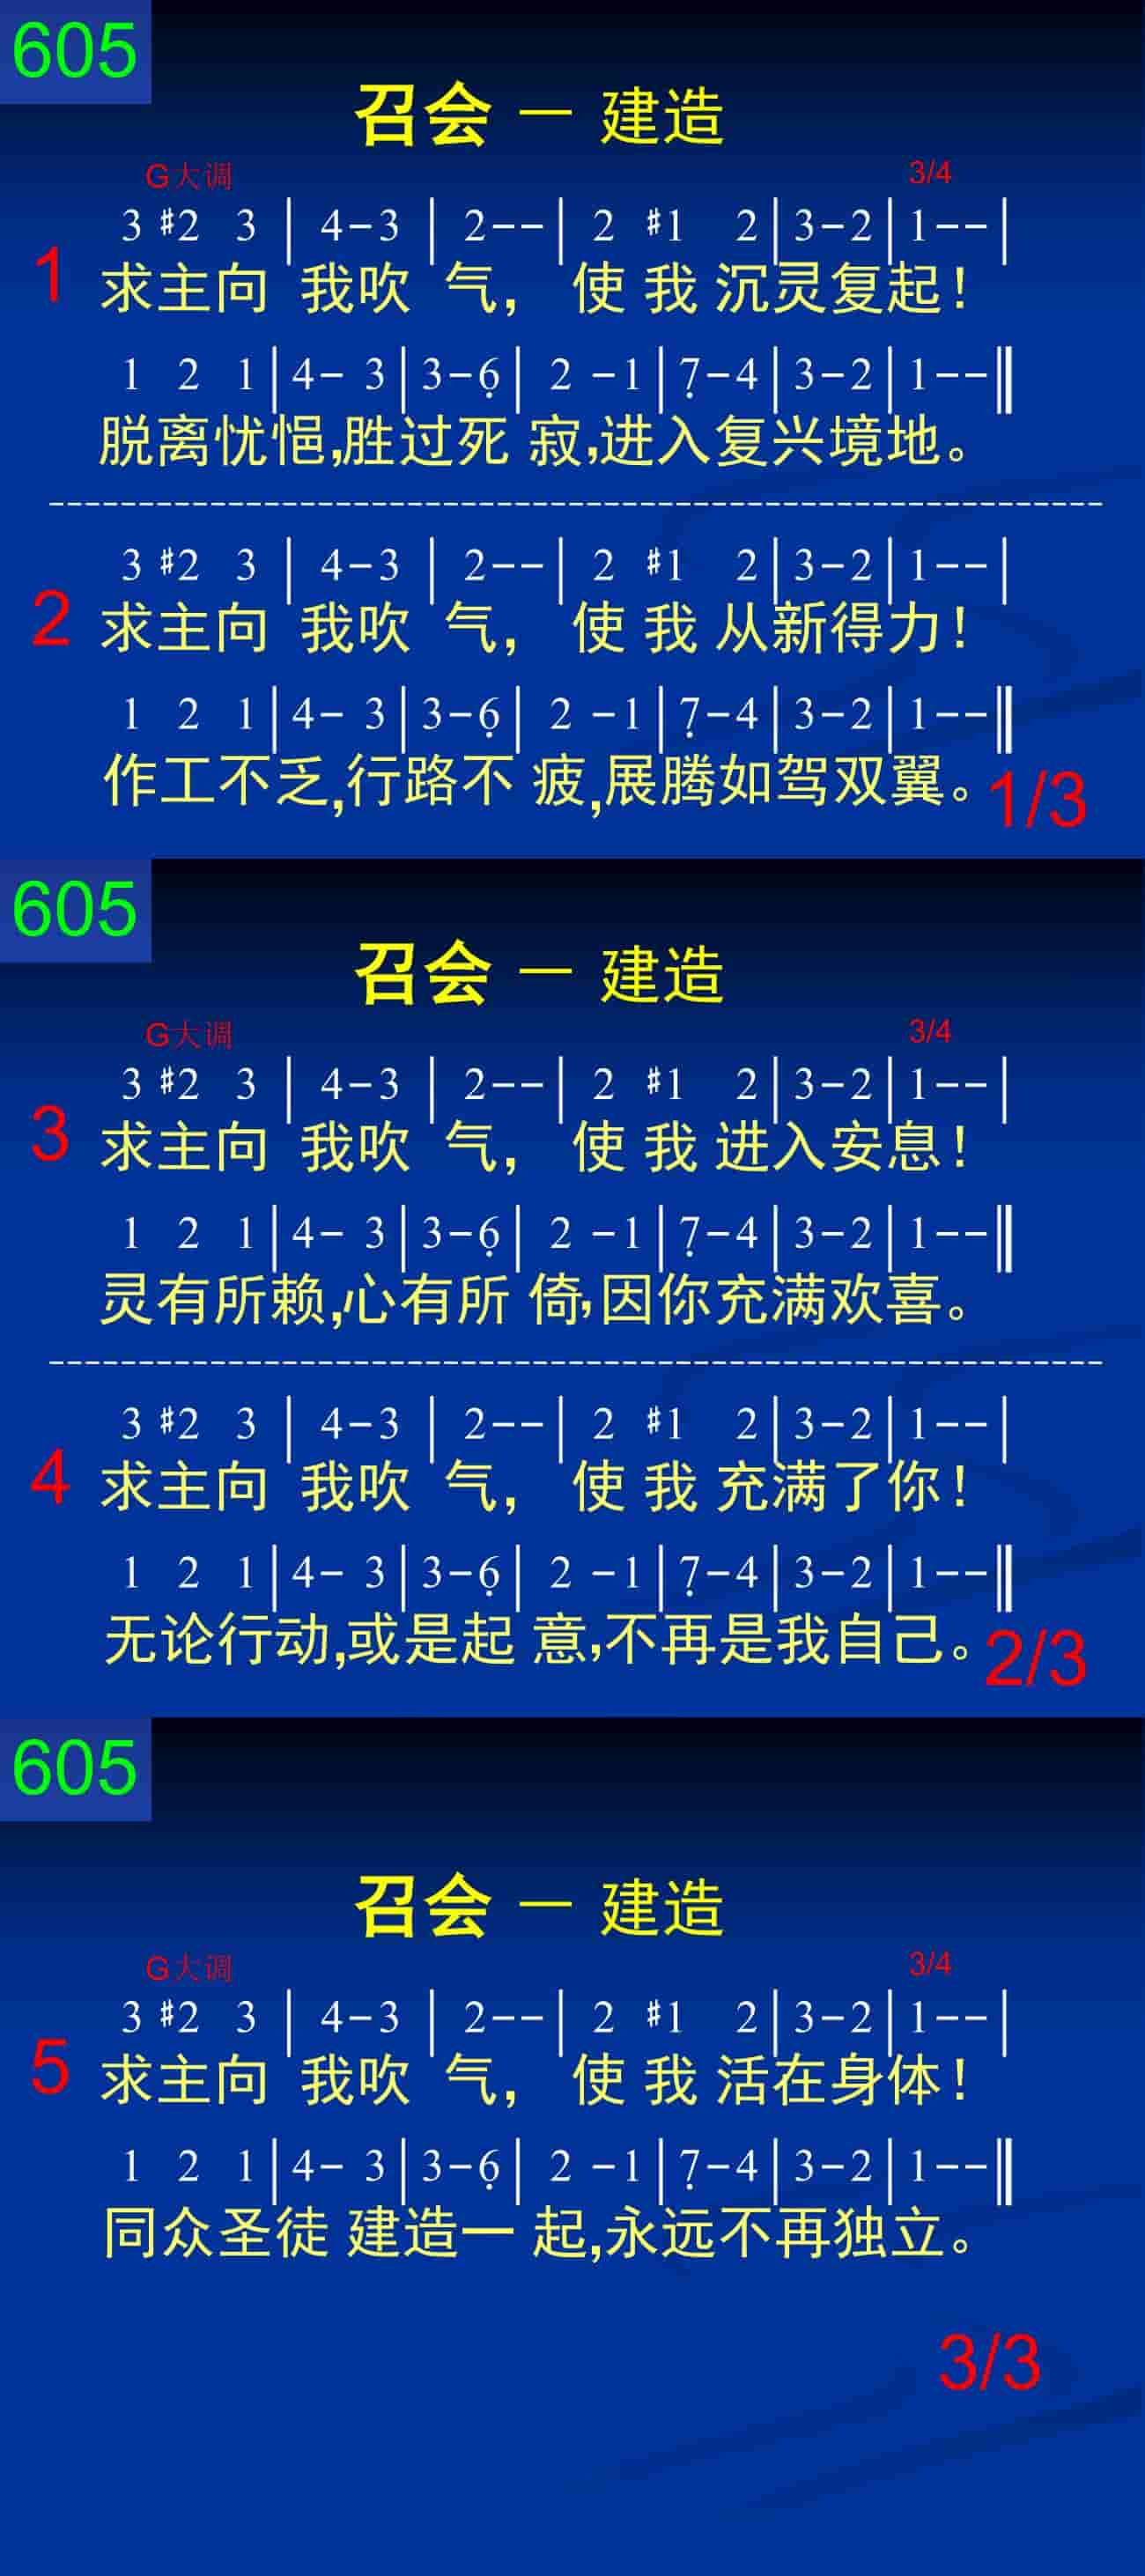 605
召会 － 建造
G大调 3/4
3 #2 3 | 4-3 | 2-- | 2 #1 2 | 3-2 | 1-- |
1 求主向 我吹 气， 使 我 沉灵复起！
1 2 1 | 4- 3 | 3-6̣ | 2 -1 | 7̣-4 | 3-2 | 1-- ‖
脱离忧悒,胜过死 寂,进入复兴境地。
3 #2 3 | 4-3 | 2-- | 2 #1 2 | 3-2 | 1-- |
2 求主向 我吹 气， 使 我 从新得力！
1 2 1 | 4- 3 | 3-6̣ | 2 -1 | 7̣-4 | 3-2 | 1-- ‖
作工不乏,行路不 疲,展腾如驾双翼。
1/3
605
召会 － 建造
G大调 3/4
3 #2 3 | 4-3 | 2-- | 2 #1 2 | 3-2 | 1-- |
3 求主向 我吹 气， 使 我 进入安息！
1 2 1 | 4- 3 | 3-6̣ | 2 -1 | 7̣-4 | 3-2 | 1-- ‖
灵有所赖,心有所 倚,因你充满欢喜。
3 #2 3 | 4-3 | 2-- | 2 #1 2 | 3-2 | 1-- |
4 求主向 我吹 气， 使 我 充满了你！
1 2 1 | 4- 3 | 3-6̣ | 2 -1 | 7̣-4 | 3-2 | 1-- ‖
无论行动,或是起 意,不再是我自己。
2/3
605
召会 － 建造
G大调 3/4
3 #2 3 | 4-3 | 2-- | 2 #1 2 | 3-2 | 1-- |
5 求主向 我吹 气， 使 我 活在身体！
1 2 1 | 4- 3 | 3-6̣ | 2 -1 | 7̣-4 | 3-2 | 1-- ‖
同众圣徒 建造一 起,永远不再独立。
3/3